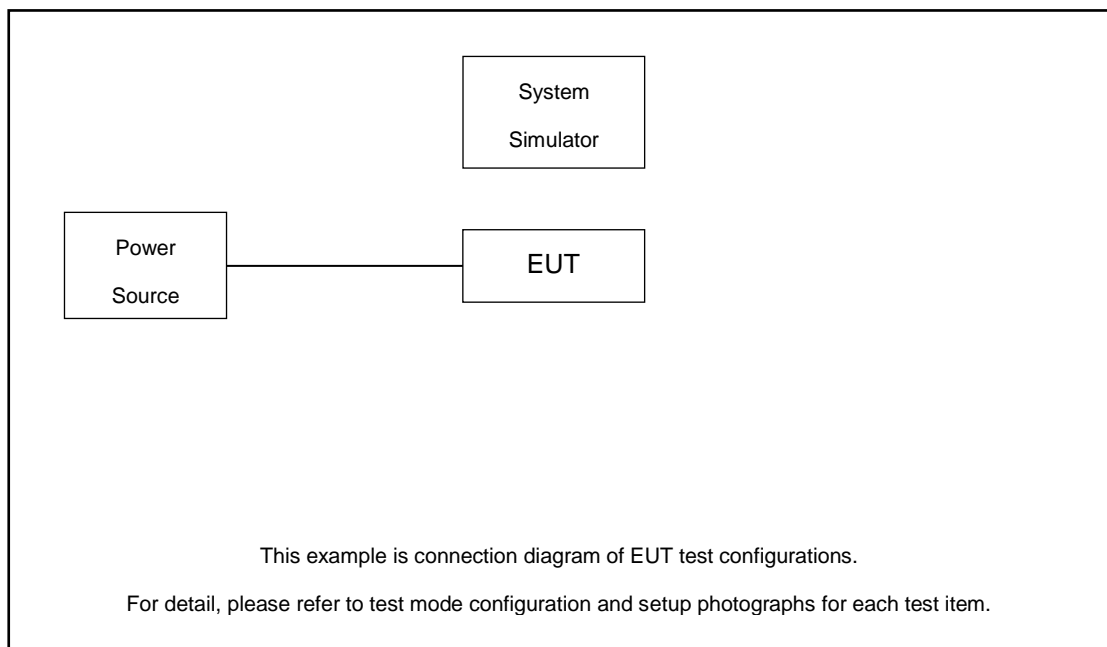 System
Simulator
Power
Source
EUT
This example is connection diagram of EUT test configurations.
For detail, please refer to test mode configuration and setup photographs for each test item.